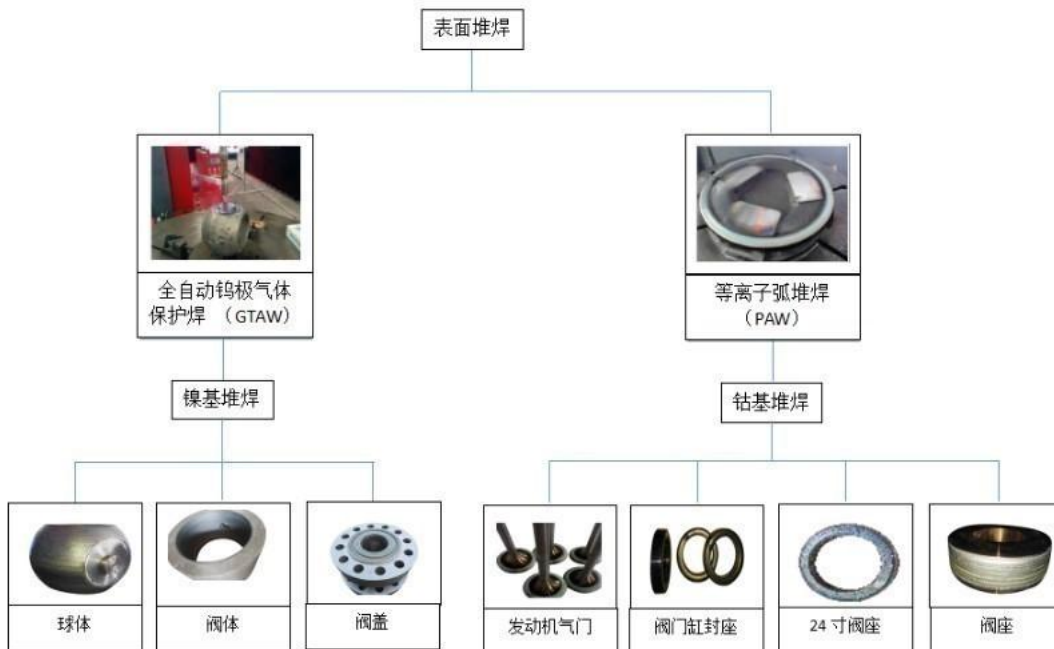 表面堆焊
全自动钨极气体
保护焊 （GTAW）
等离子弧堆焊
（PAW）
镍基堆焊
钴基堆焊
球体
阀体
阀盖
发动机气门
阀门缸封座
24 寸阀座
阀座